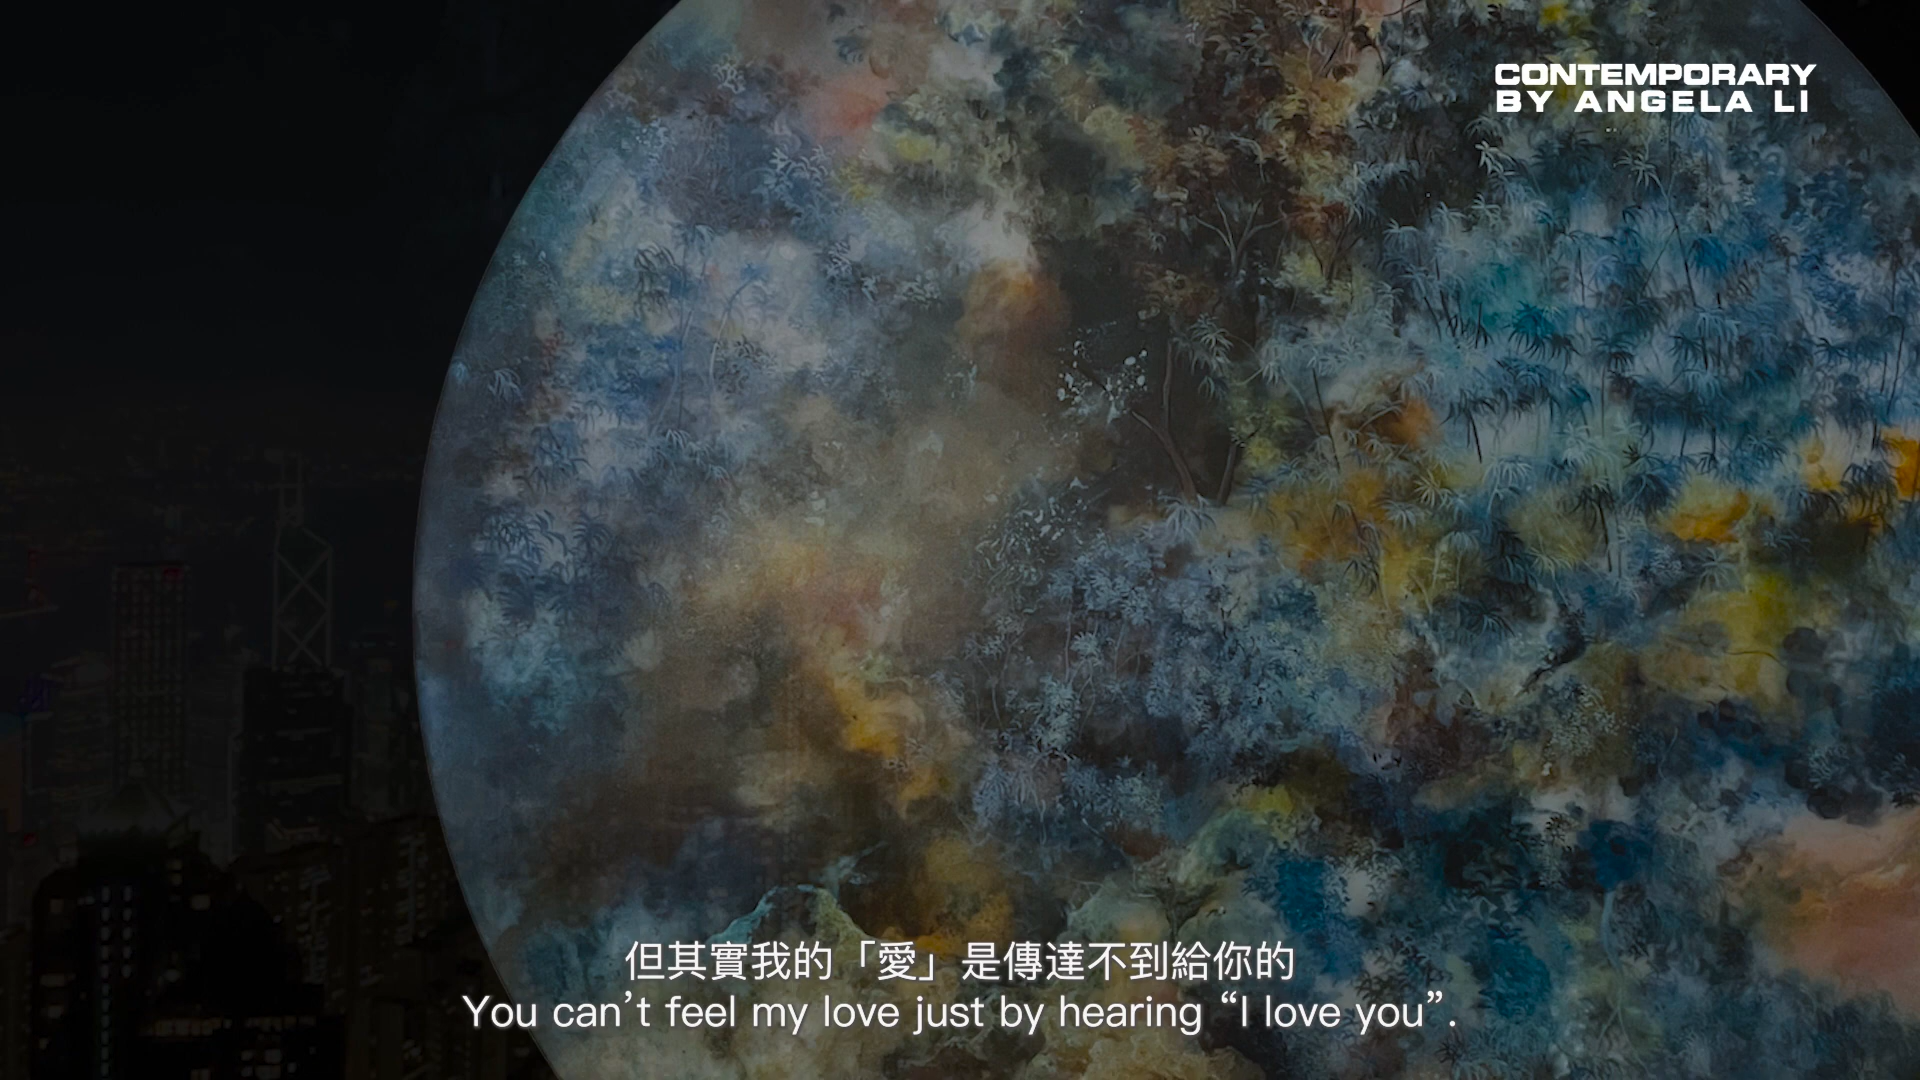 CONTEMPORARY
BY ANGELA LI
但其實我的「愛」是傳達不到給你的
You can't feel my love just by hearing “I love you”.